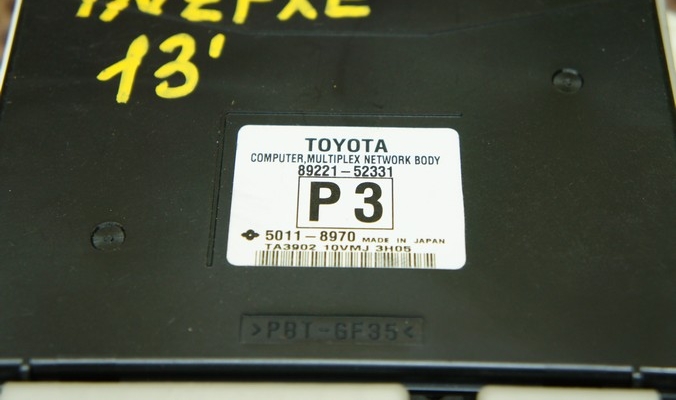 13'
TOYOTA
COMPUTER,MULTIPLEX NETWORK BODY
89221-52331
P3
5011-8970 MADE IN JAPAN
TA3902 10VMJ 3H05
>PBT-GF35<